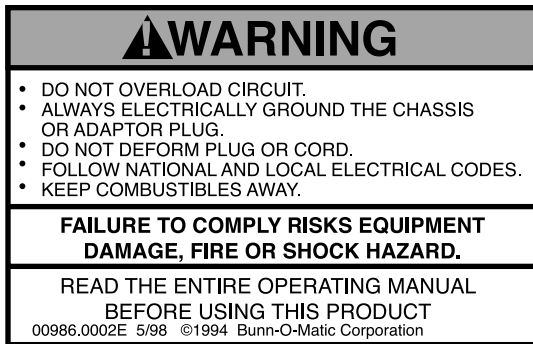 WARNING
• DO NOT OVERLOAD CIRCUIT.
• ALWAYS ELECTRICALLY GROUND THE CHASSIS
OR ADAPTOR PLUG.
• DO NOT DEFORM PLUG OR CORD.
• FOLLOW NATIONAL AND LOCAL ELECTRICAL CODES.
• KEEP COMBUSTIBLES AWAY.
FAILURE TO COMPLY RISKS EQUIPMENT
DAMAGE, FIRE OR SHOCK HAZARD.
READ THE ENTIRE OPERATING MANUAL
BEFORE USING THIS PRODUCT
00986.0002E 5/98 ©1994 Bunn-O-Matic Corporation